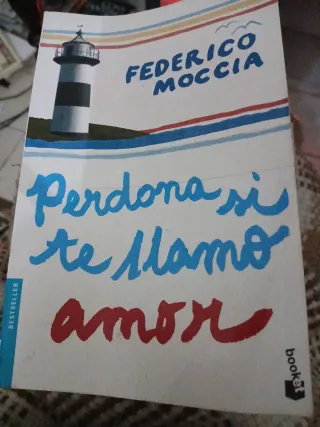 FEDERICO
MOCCIA
Perdona si
te llamo
amor
BESTSELLER
booket